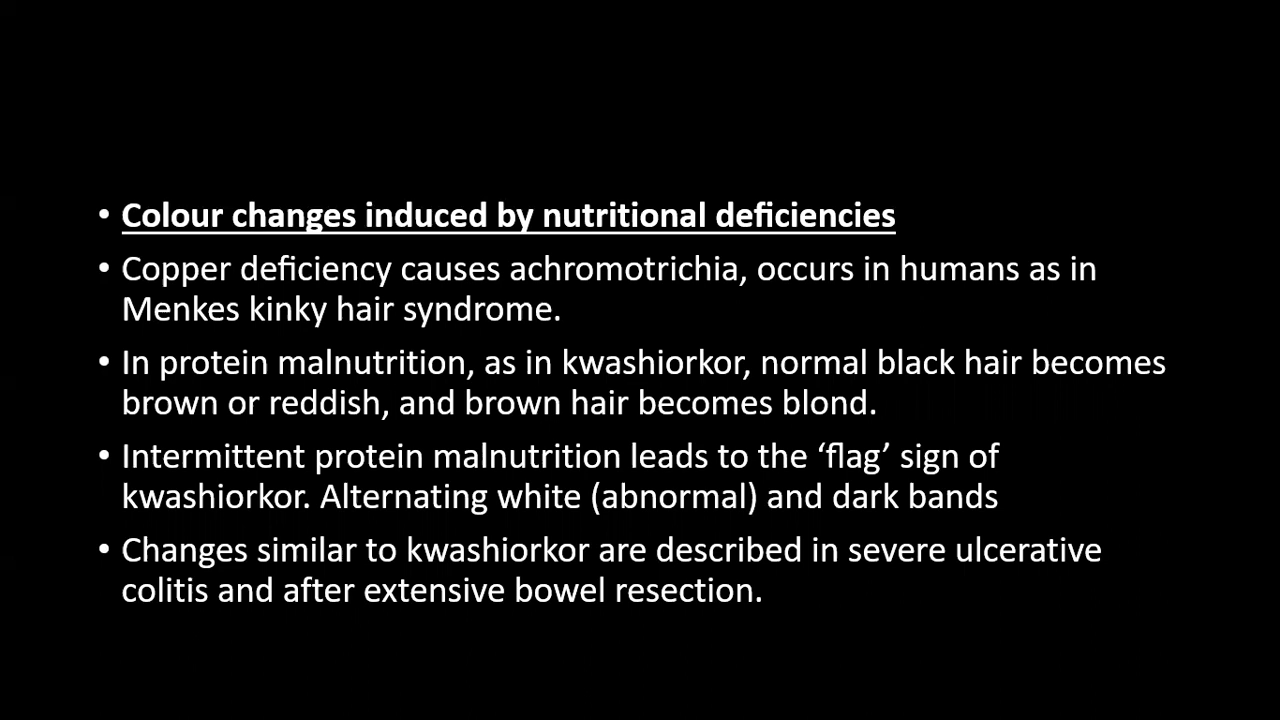 • Colour changes induced by nutritional deficiencies
• Copper deficiency causes achromotrichia, occurs in humans as in
Menkes kinky hair syndrome.
• In protein malnutrition, as in kwashiorkor, normal black hair becomes
brown or reddish, and brown hair becomes blond.
• Intermittent protein malnutrition leads to the ‘flag’ sign of
kwashiorkor. Alternating white (abnormal) and dark bands
• Changes similar to kwashiorkor are described in severe ulcerative
colitis and after extensive bowel resection.